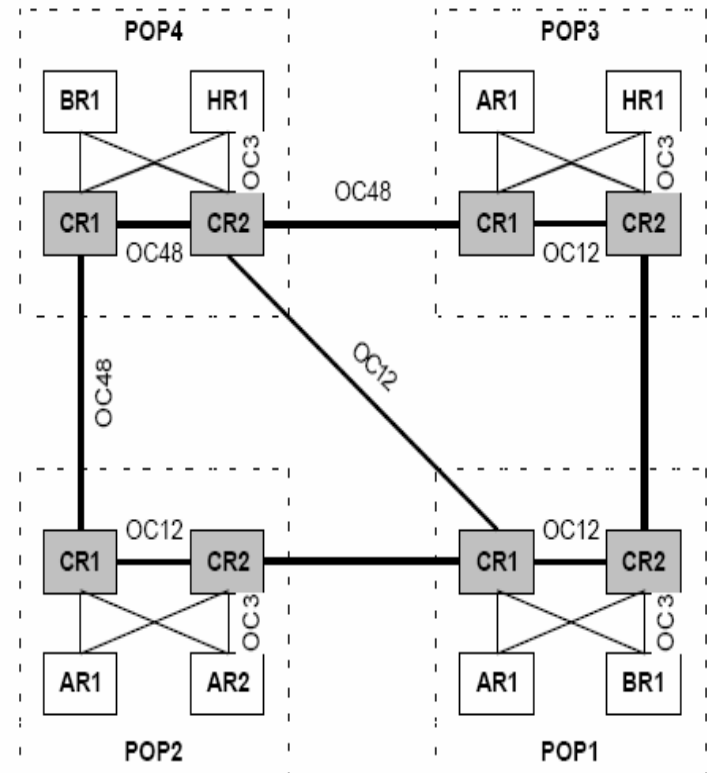 POP4
POP3
BR1 HR1
AR1 HR1
OC3
OC3
OC48
CR1 CR2
CR1 CR2
OC48
OC12
OC12
OC48
OC12
OC12
CR1 CR2
CR1 CR2
OC3
OC3
AR1 AR2
AR1 BR1
POP2
POP1